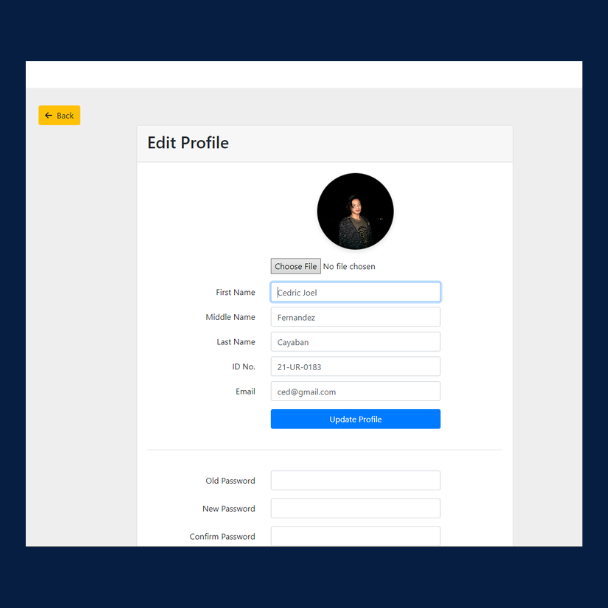 ← Back
Edit Profile
Choose File No file chosen
First Name Cedric Joel
Middle Name Fernandez
Last Name Cayaban
ID No. 21-UR-0183
Email ced@gmail.com
Update Profile
Old Password
New Password
Confirm Password